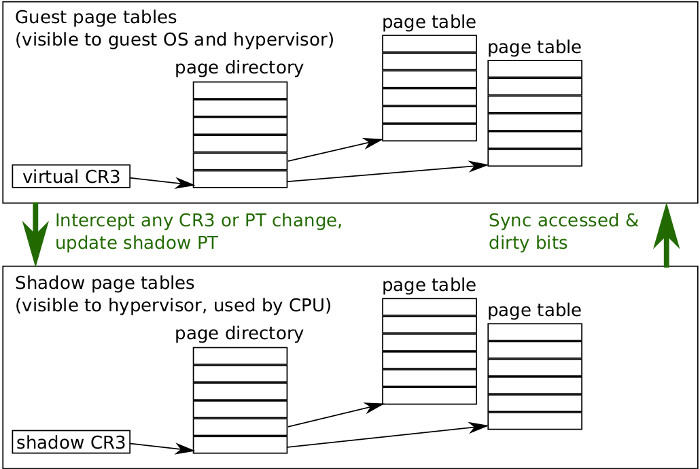 Guest page tables
(visible to guest OS and hypervisor)
page table
page table
page directory
virtual CR3
Intercept any CR3 or PT change,
update shadow PT
Sync accessed &
dirty bits
Shadow page tables
(visible to hypervisor, used by CPU)
page table
page table
page directory
shadow CR3